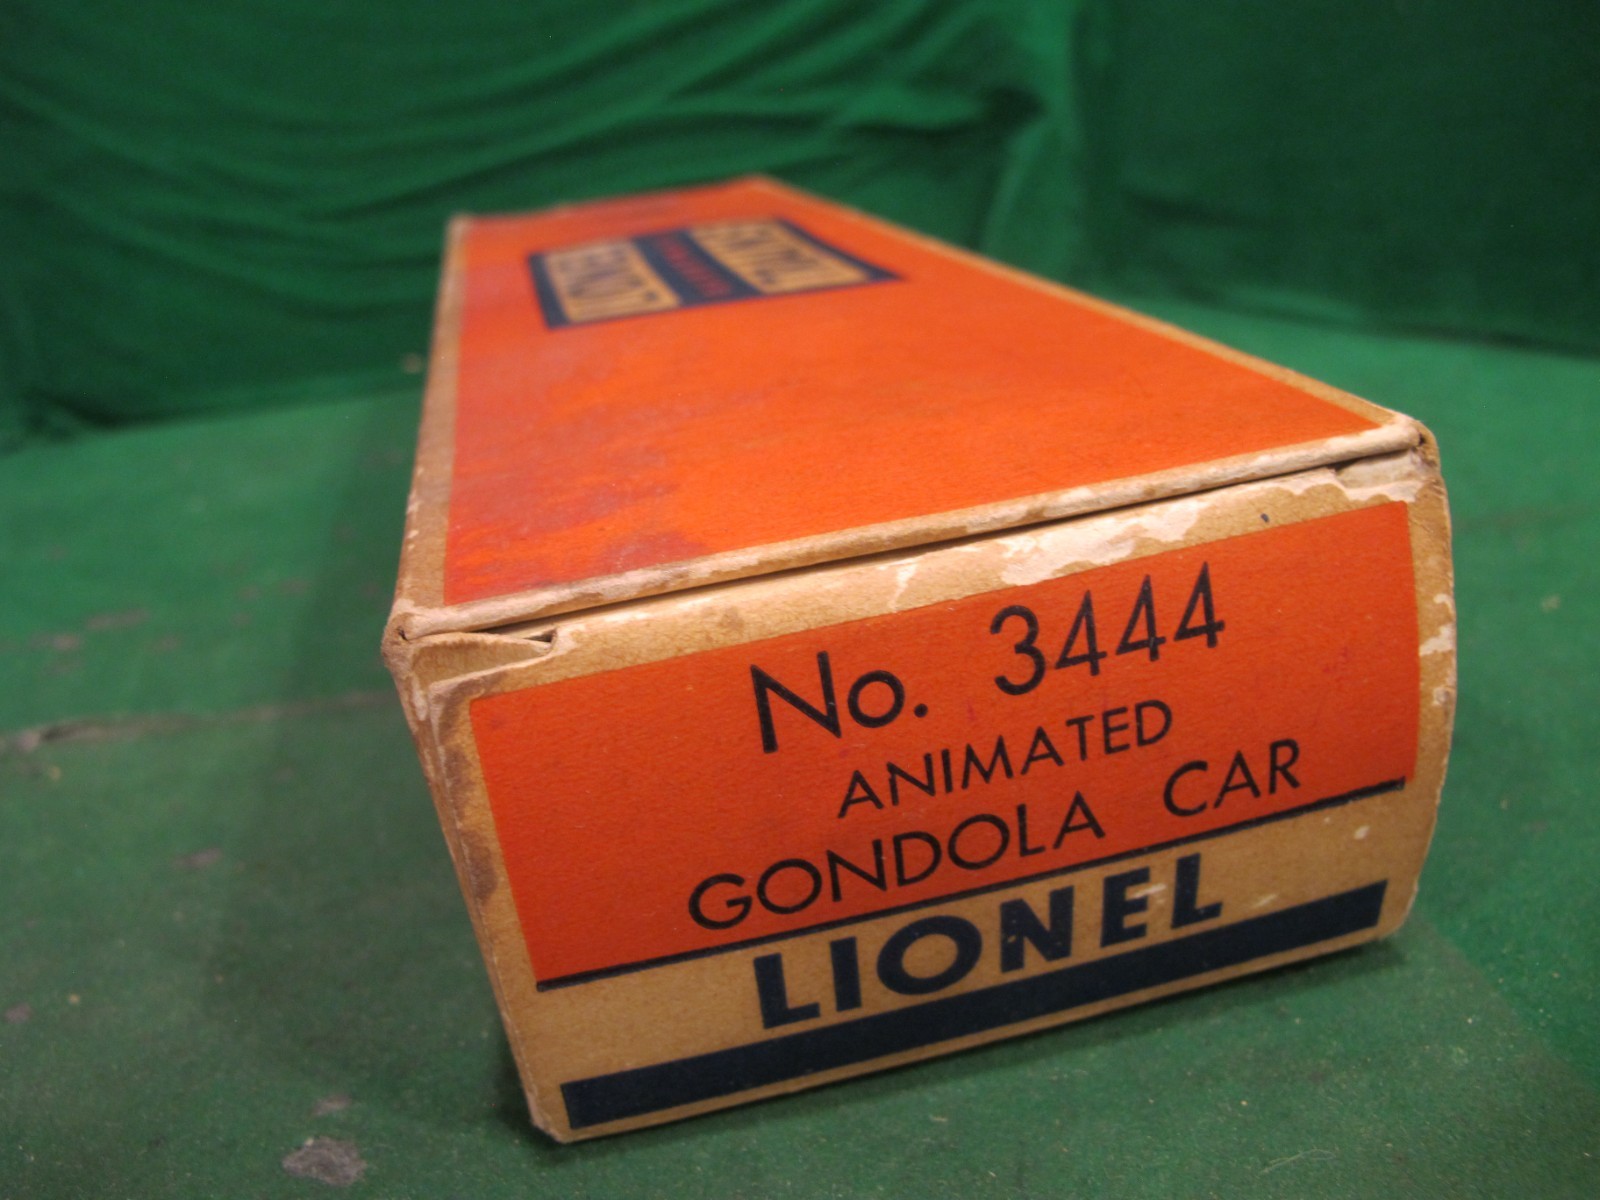 No. 3444
ANIMATED
GONDOLA CAR
LIONEL